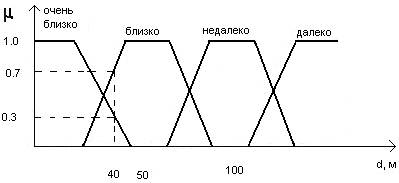 μ
очень
близко
близко
недалеко
далеко
1.0
0.7
0.3
d, м
40
50
100